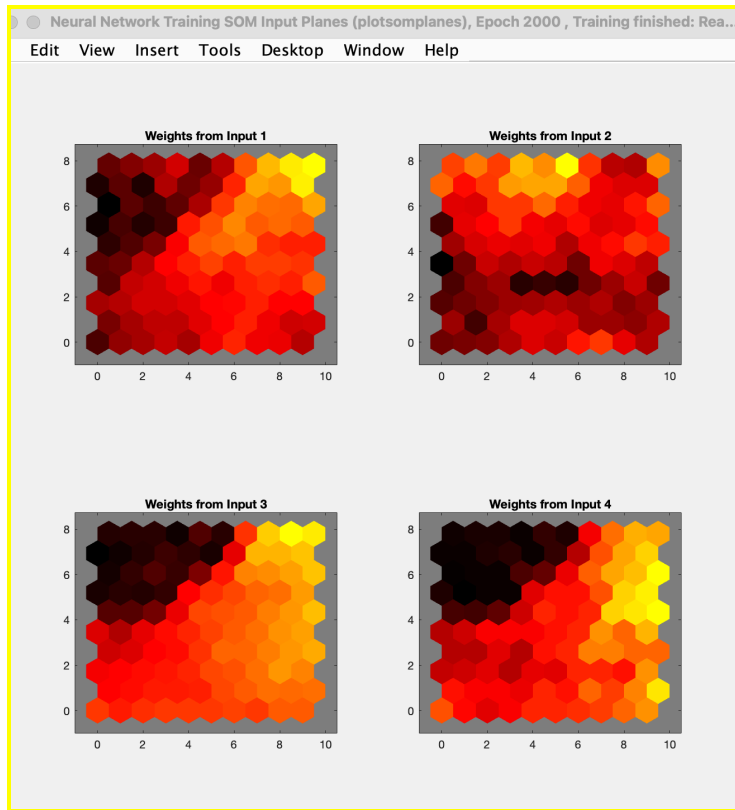 Neural Network Training SOM Input Planes (plotsomplanes), Epoch 2000 , Training finished: Rea...
Edit View Insert Tools Desktop Window Help
Weights from Input 1
8
6
4
2
0
0 2 4 6 8 10
Weights from Input 2
8
6
4
2
0
0 2 4 6 8 10
Weights from Input 3
8
6
4
2
0
0 2 4 6 8 10
Weights from Input 4
8
6
4
2
0
0 2 4 6 8 10